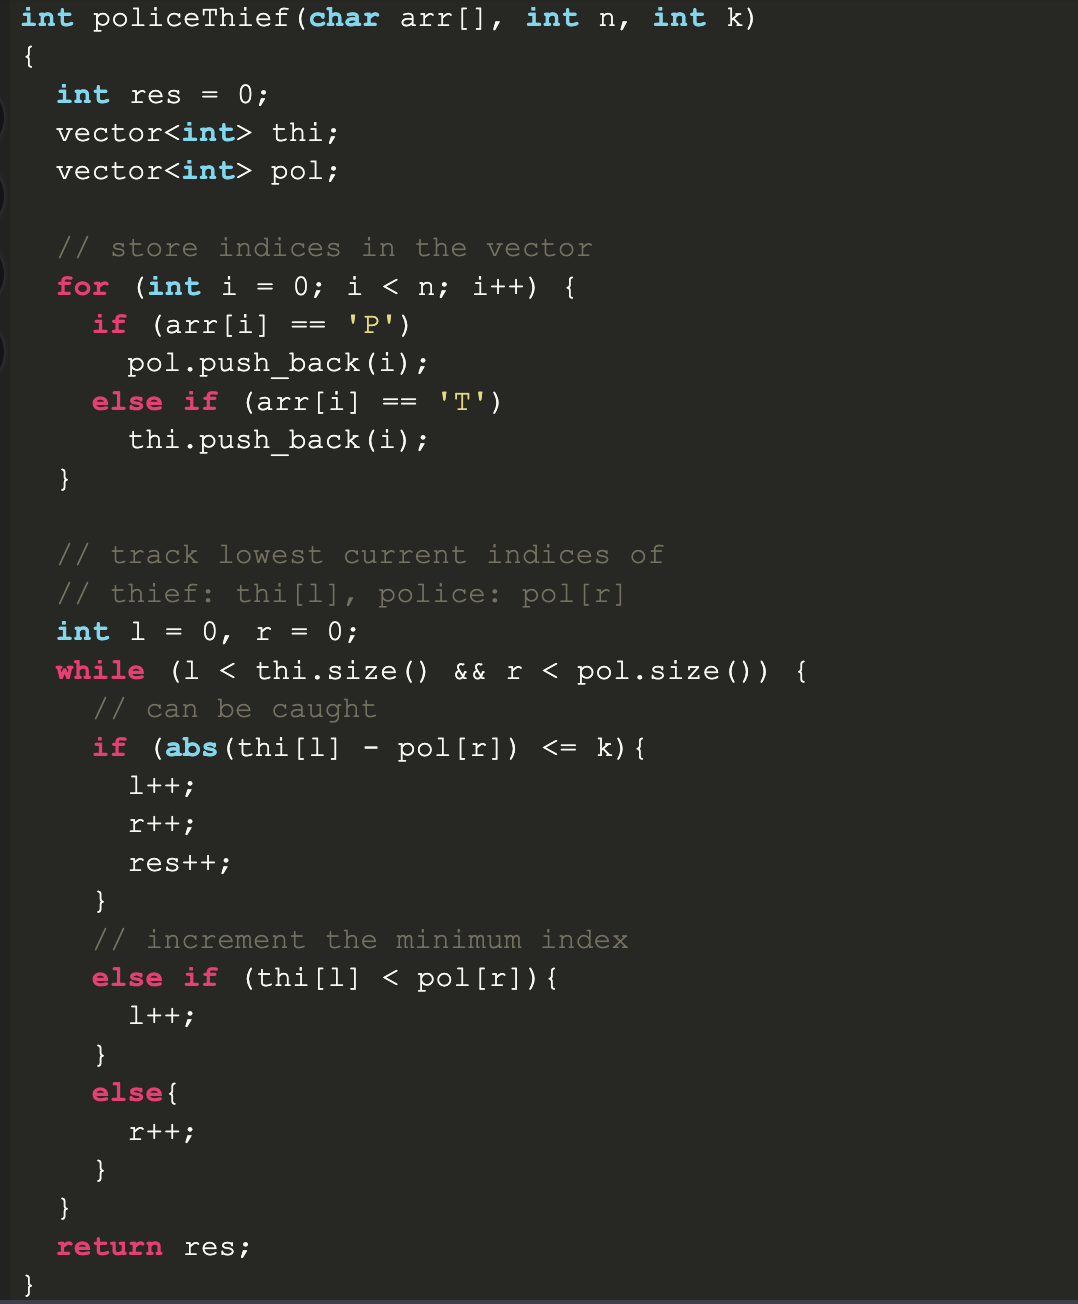 int policeThief(char arr[], int n, int k)
{
  int res = 0;
  vector<int> thi;
  vector<int> pol;

  // store indices in the vector
  for (int i = 0; i < n; i++) {
    if (arr[i] == 'P')
      pol.push_back(i);
    else if (arr[i] == 'T')
      thi.push_back(i);
  }

  // track lowest current indices of
  // thief: thi[l], police: pol[r]
  int l = 0, r = 0;
  while (l < thi.size() && r < pol.size()) {
    // can be caught
    if (abs(thi[l] - pol[r]) <= k){
      l++;
      r++;
      res++;
    }
    // increment the minimum index
    else if (thi[l] < pol[r]){
      l++;
    }
    else{
      r++;
    }
  }
  return res;
}